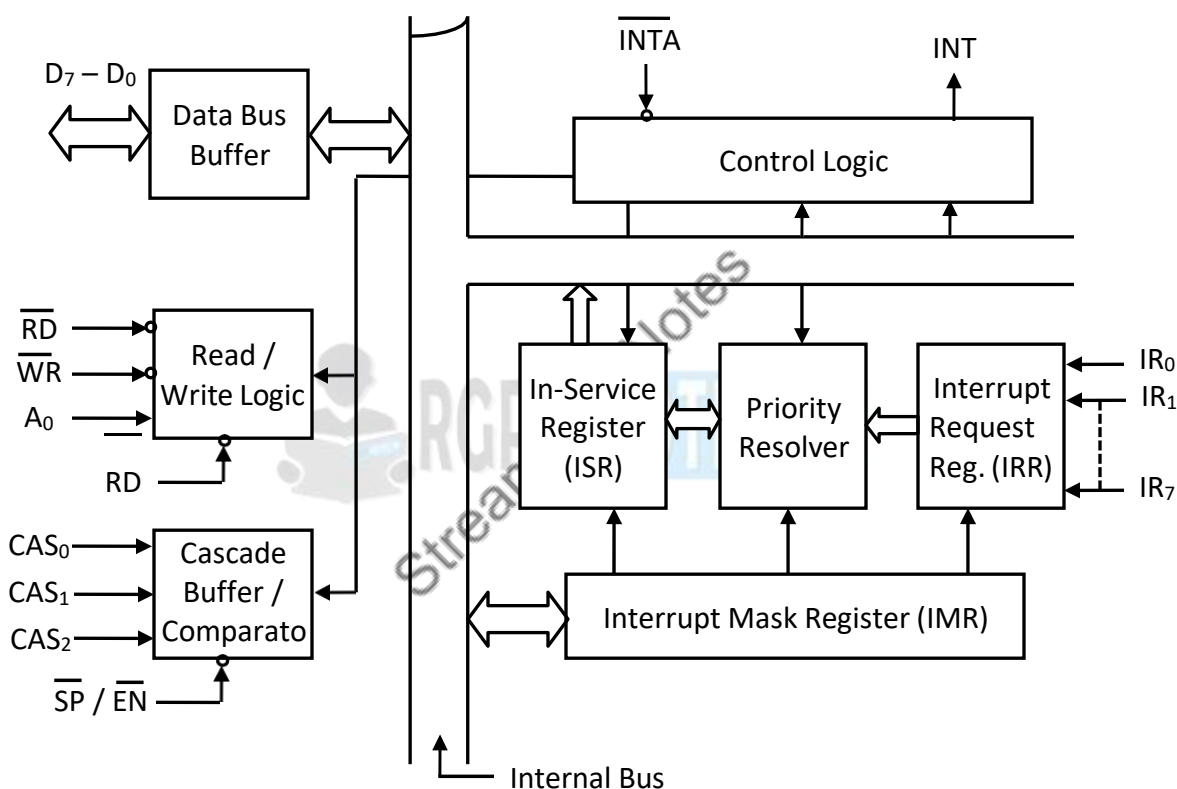 INTA
INT
D₇ – D₀
Data Bus
Buffer
Control Logic
RD
WR
A₀
Read /
Write Logic
RD
In-Service
Register
(ISR)
Priority
Resolver
Interrupt
Request
Reg. (IRR)
IR₀
IR₁
IR₇
CAS₀
CAS₁
CAS₂
Cascade
Buffer /
Comparato
SP / EN
Interrupt Mask Register (IMR)
Internal Bus
Notes